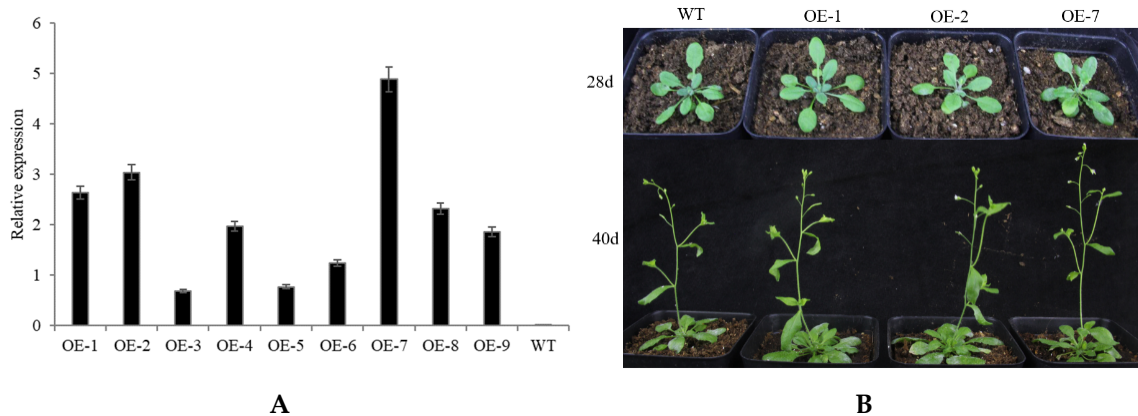 6
5
4
3
2
1
0
Relative expression
OE-1 OE-2 OE-3 OE-4 OE-5 OE-6 OE-7 OE-8 OE-9 WT
A
WT OE-1 OE-2 OE-7
28d
40d
B